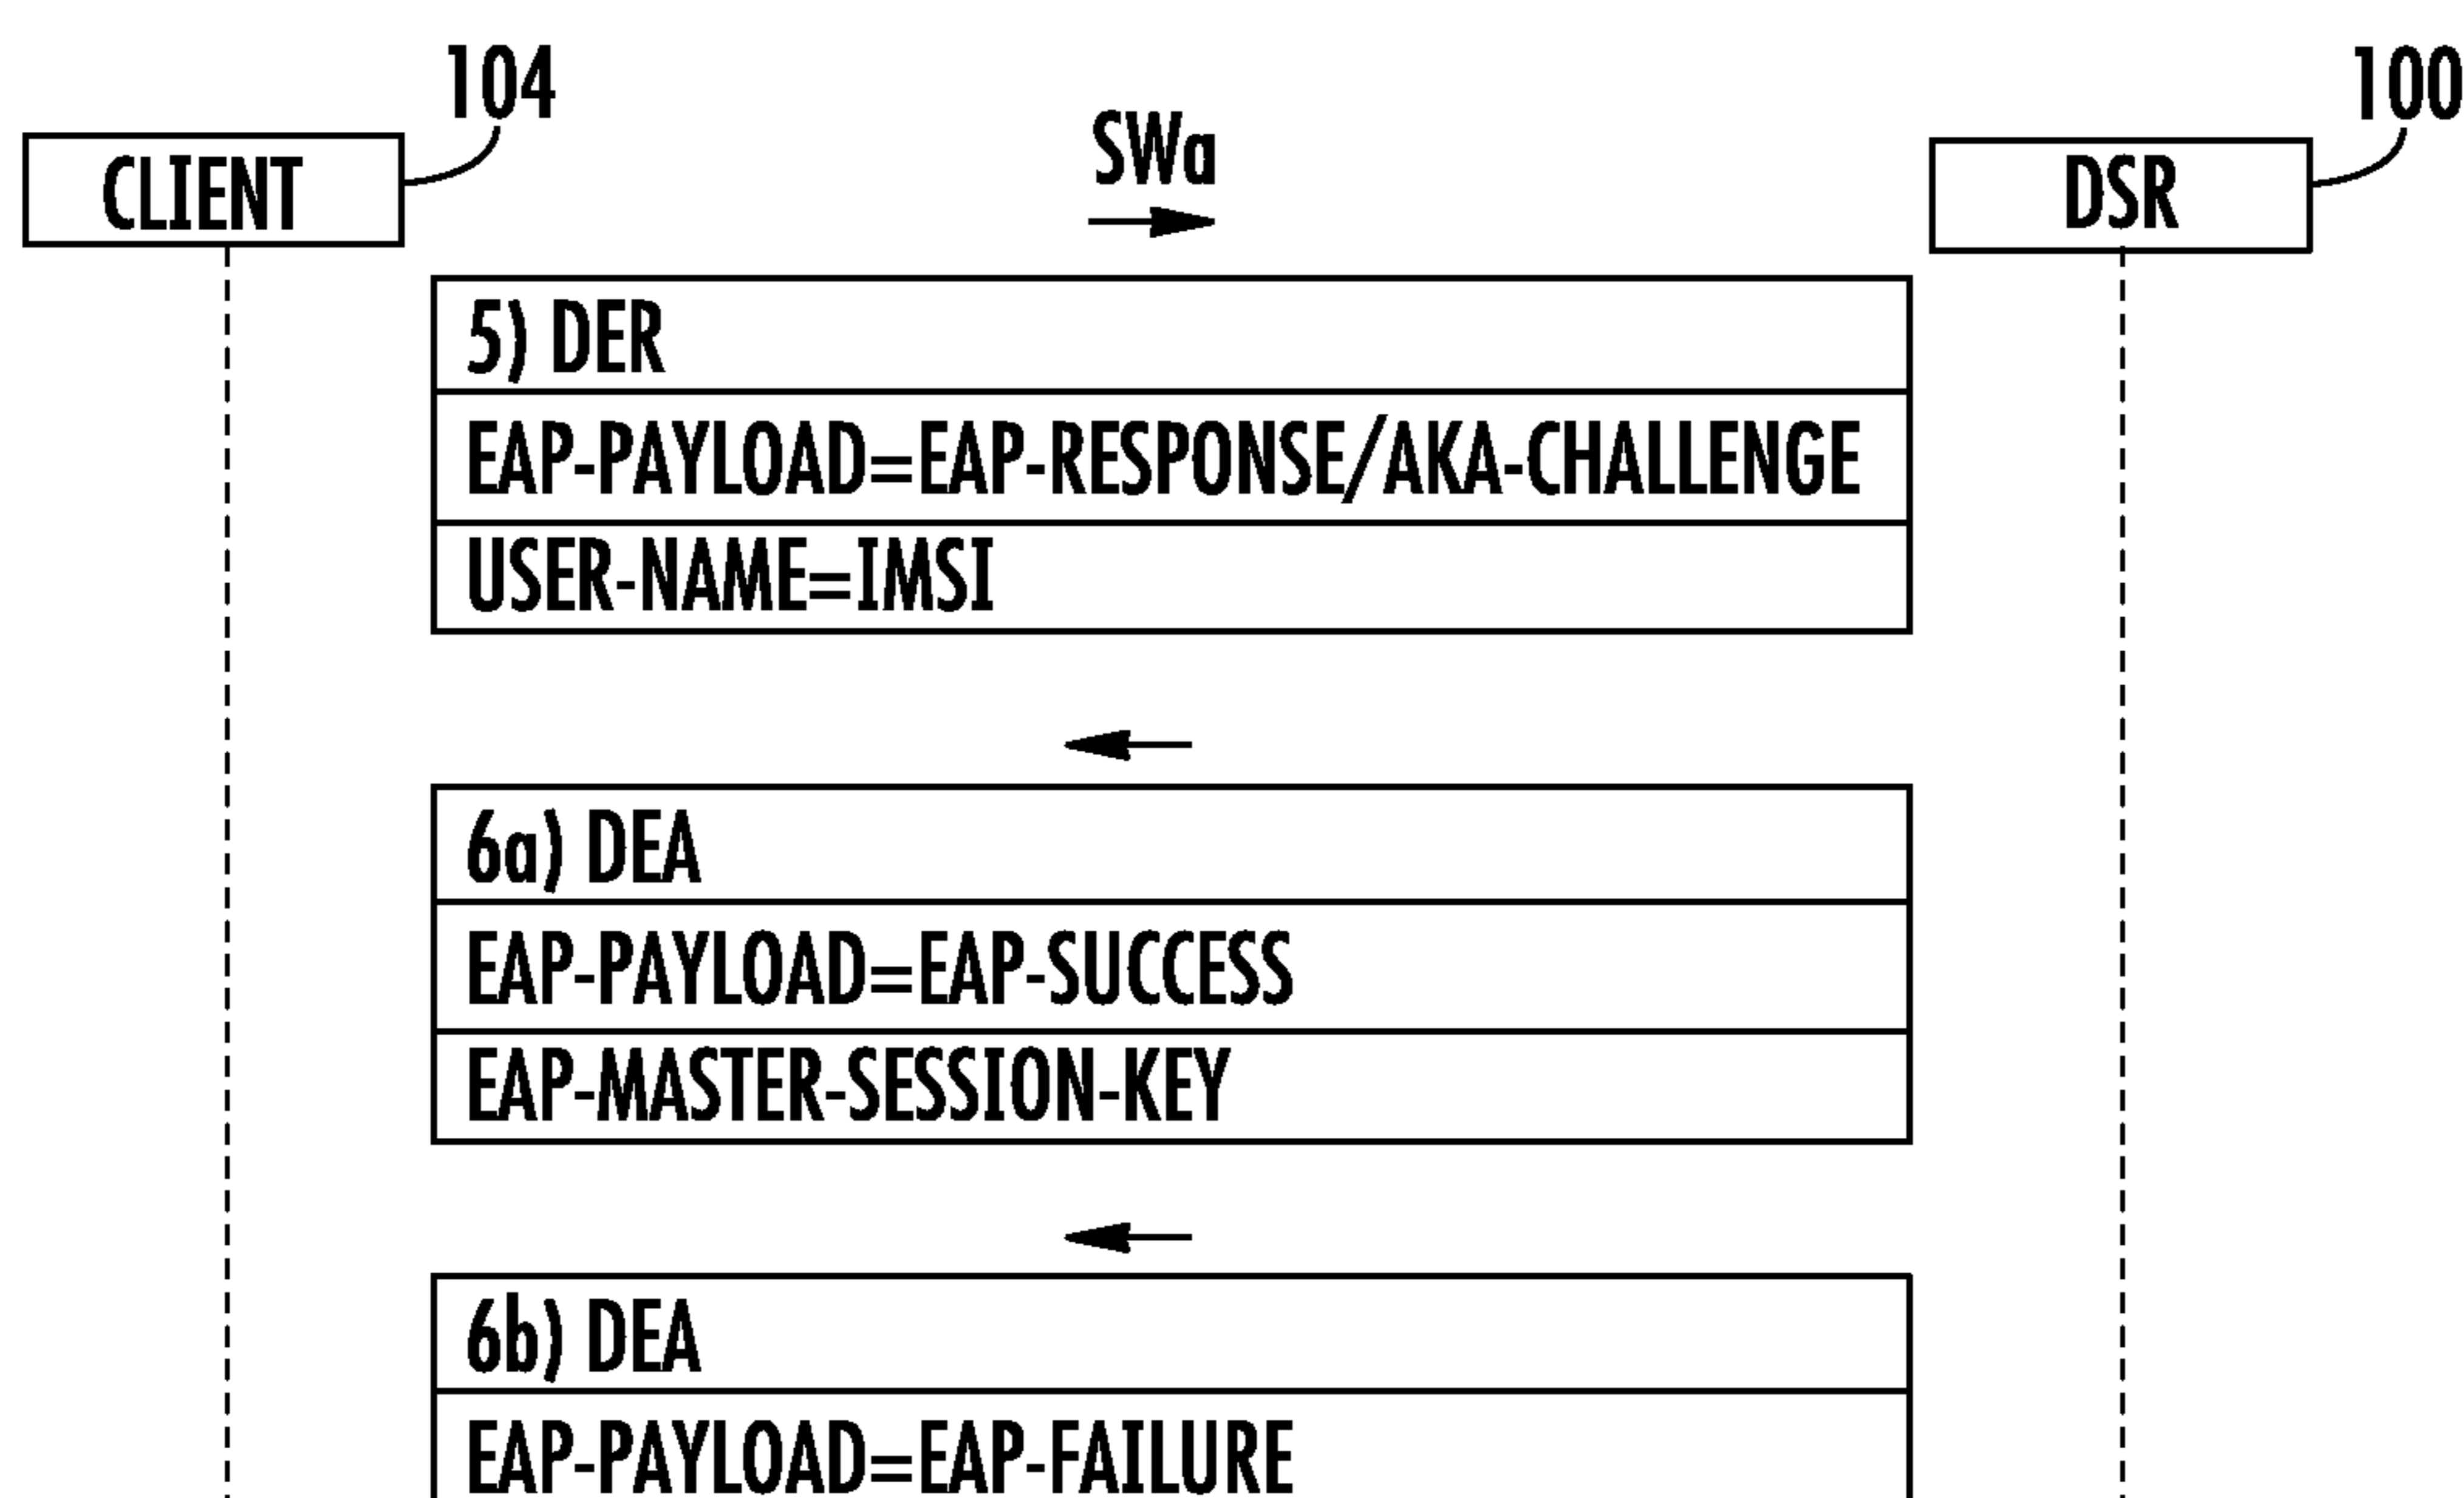 104
100
CLIENT
SWa
DSR
5) DER
EAP-PAYLOAD=EAP-RESPONSE/AKA-CHALLENGE
USER-NAME=IMSI
6a) DEA
EAP-PAYLOAD=EAP-SUCCESS
EAP-MASTER-SESSION-KEY
6b) DEA
EAP-PAYLOAD=EAP-FAILURE